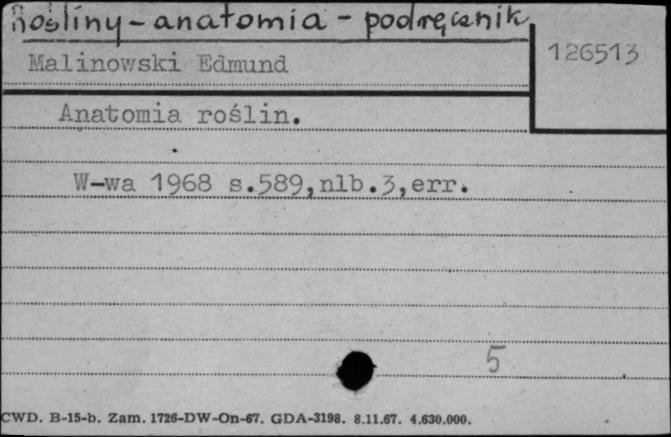 Rośliny - anatomia - podręcznik
126513
Malinowski Edmund
Anatomia roślin.
W-wa 1968 s.589,nlb.3,err.
5
CWD. B-15-b. Zam. 1726-DW-On-67. GDA-3198. 8.11.67. 4.630.000.